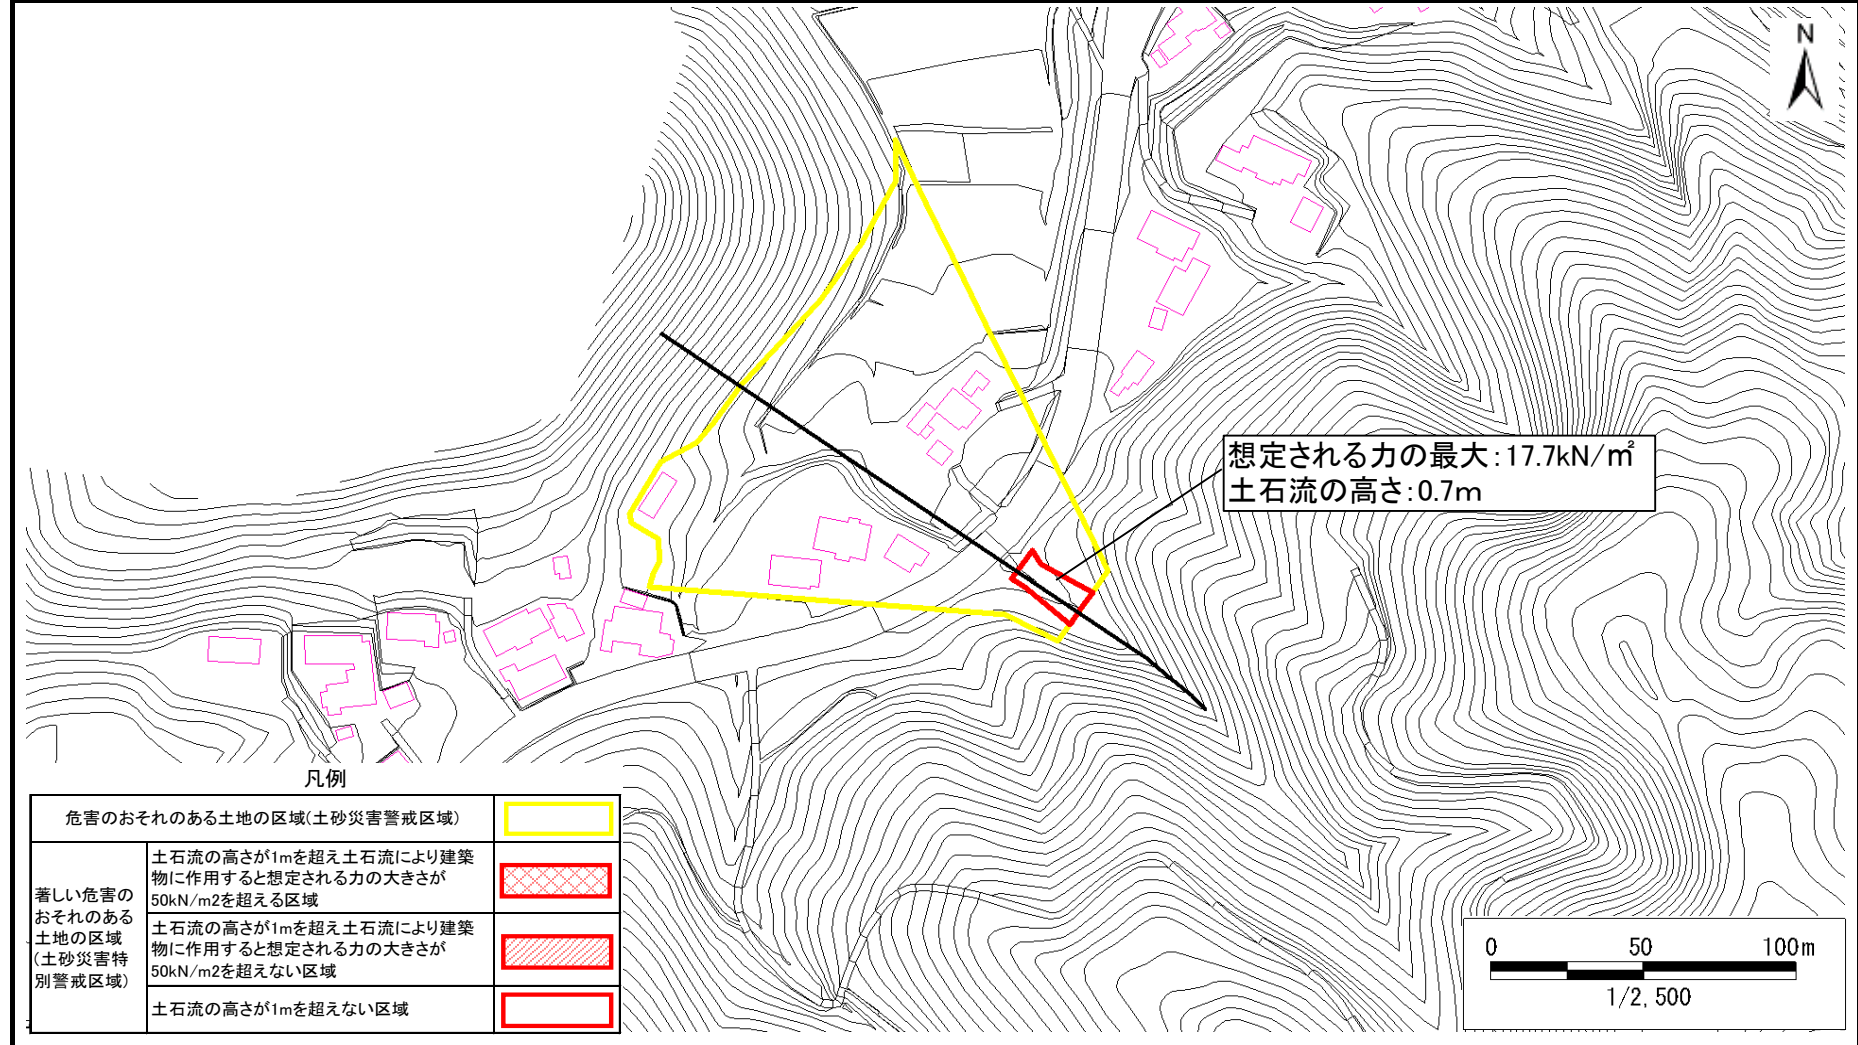 N
想定される力の最大:17.7kN/㎡
土石流の高さ:0.7m
凡例
危害のおそれのある土地の区域(土砂災害警戒区域)
著しい危害の
おそれのある
土地の区域
(土砂災害特
別警戒区域)
土石流の高さが1mを超え土石流により建築
物に作用すると想定される力の大きさが
50kN/m2を超える区域
土石流の高さが1mを超え土石流により建築
物に作用すると想定される力の大きさが
50kN/m2を超えない区域
土石流の高さが1mを超えない区域
0 50 100m
1/2,500